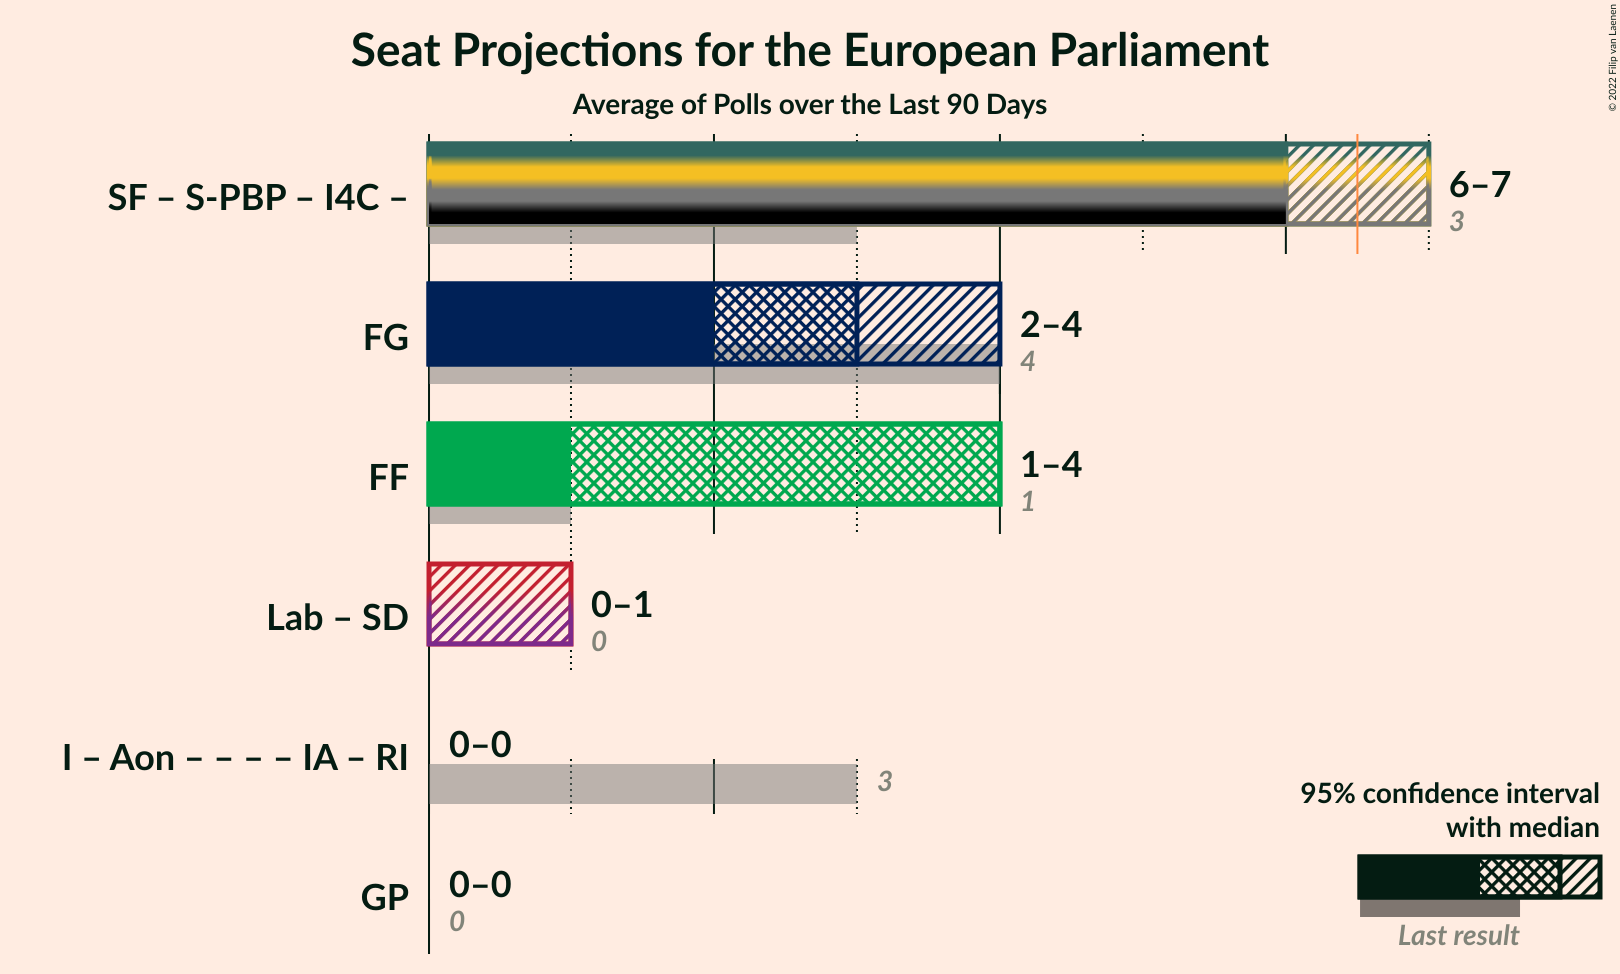 Seat Projections for the European Parliament
Average of Polls over the Last 90 Days
© 2022 Filip van Laenen
SF – S-PBP – I4C –
6–7
3
FG
2–4
4
FF
1–4
1
Lab – SD
0–1
0
I – Aon – – – – IA – RI
0–0
3
GP
0–0
0
95% confidence interval
with median
Last result